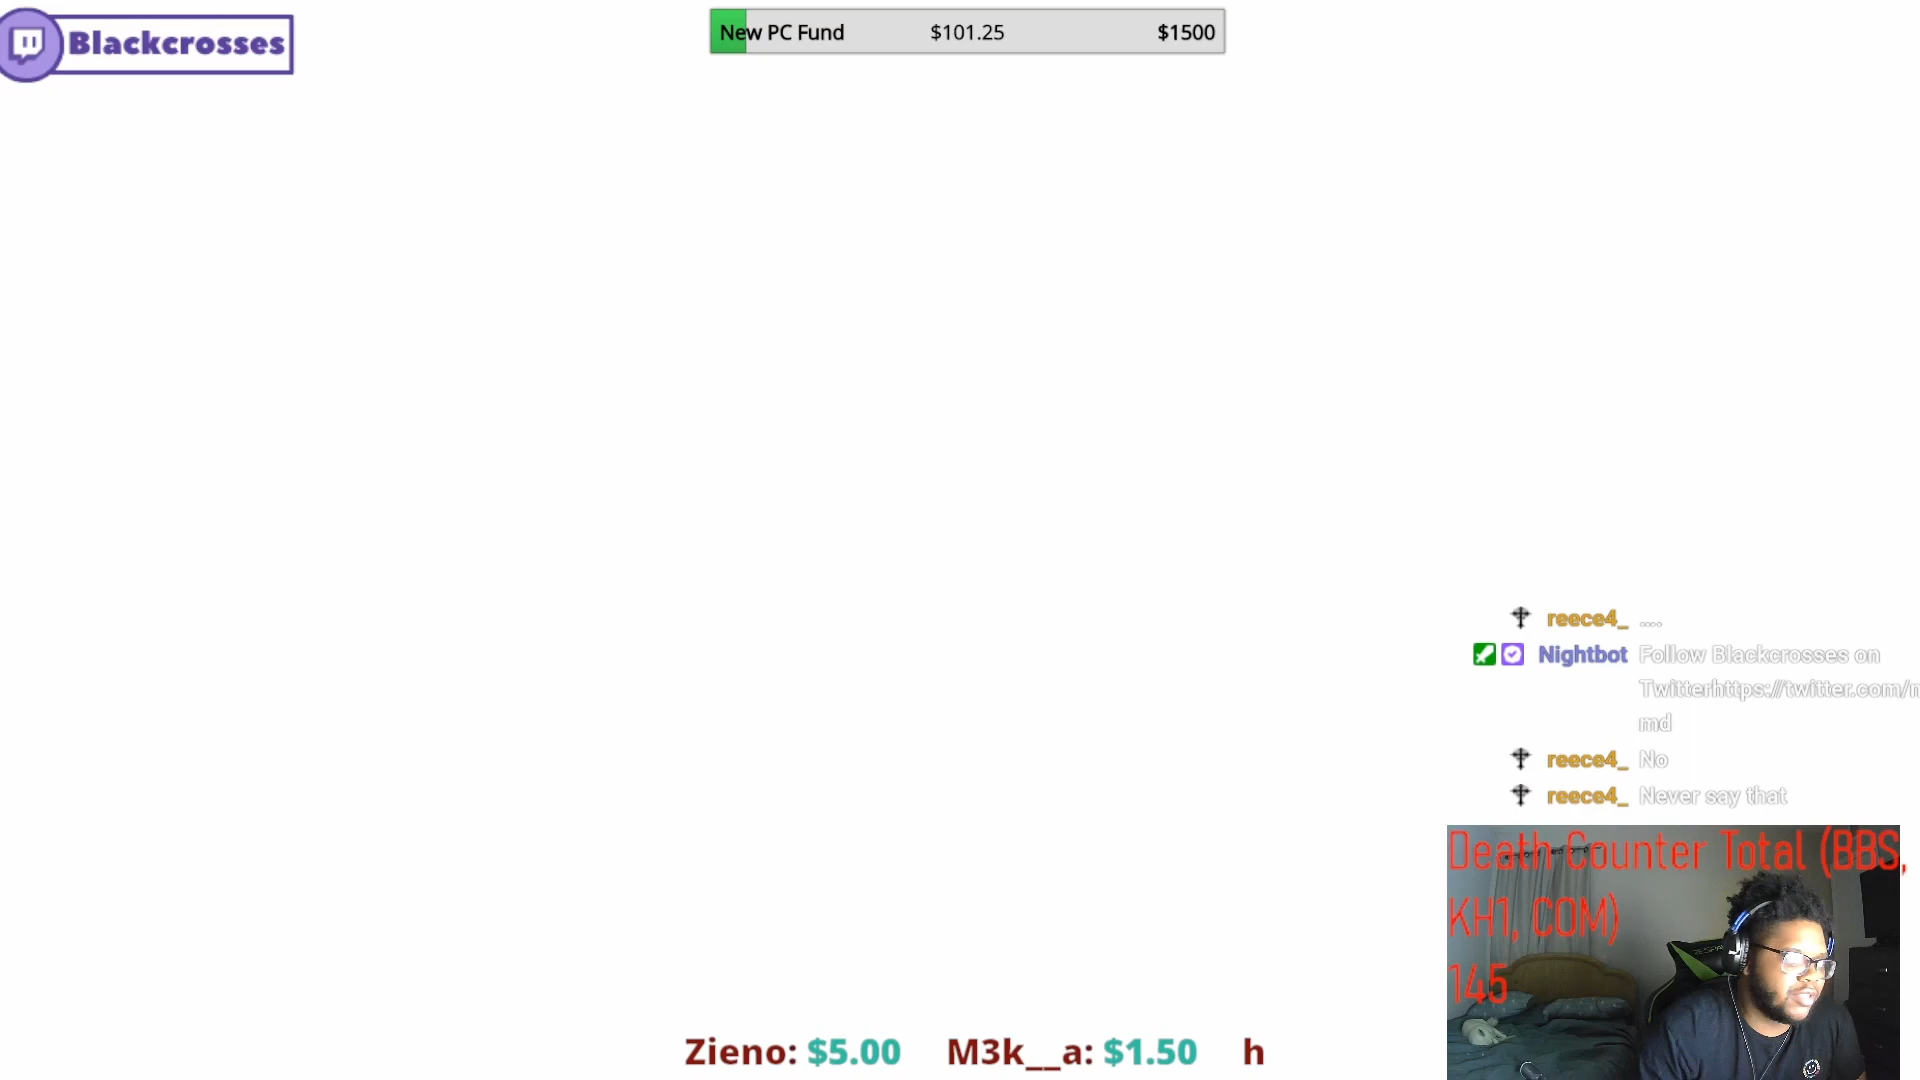 Blackcrosses
New PC Fund $101.25 $1500
reece4_ ....
Nightbot Follow Blackcrosses on
Twitterhttps://twitter.com/n
md
reece4_ No
reece4_ Never say that
Death Counter Total (BBS,
KH1, COM)
145
Zieno: $5.00 M3k__a: $1.50 h